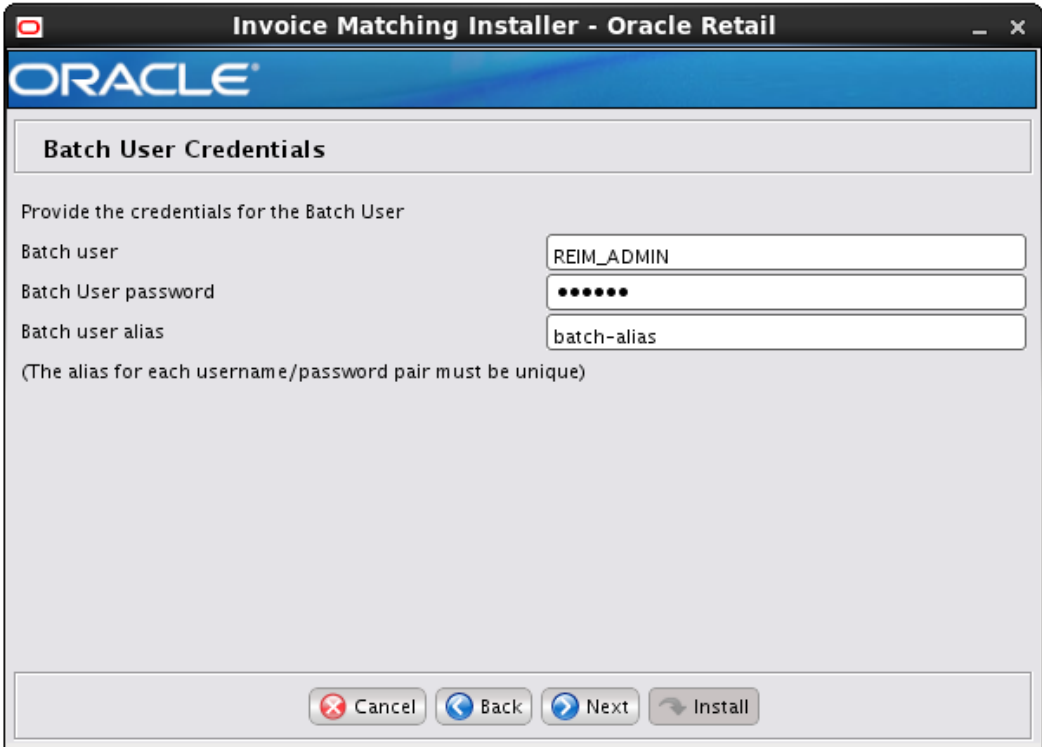 Invoice Matching Installer - Oracle Retail
ORACLE
Batch User Credentials
Provide the credentials for the Batch User
Batch user REIM_ADMIN
Batch User password ••••••
Batch user alias batch-alias
(The alias for each username/password pair must be unique)
Cancel Back Next Install